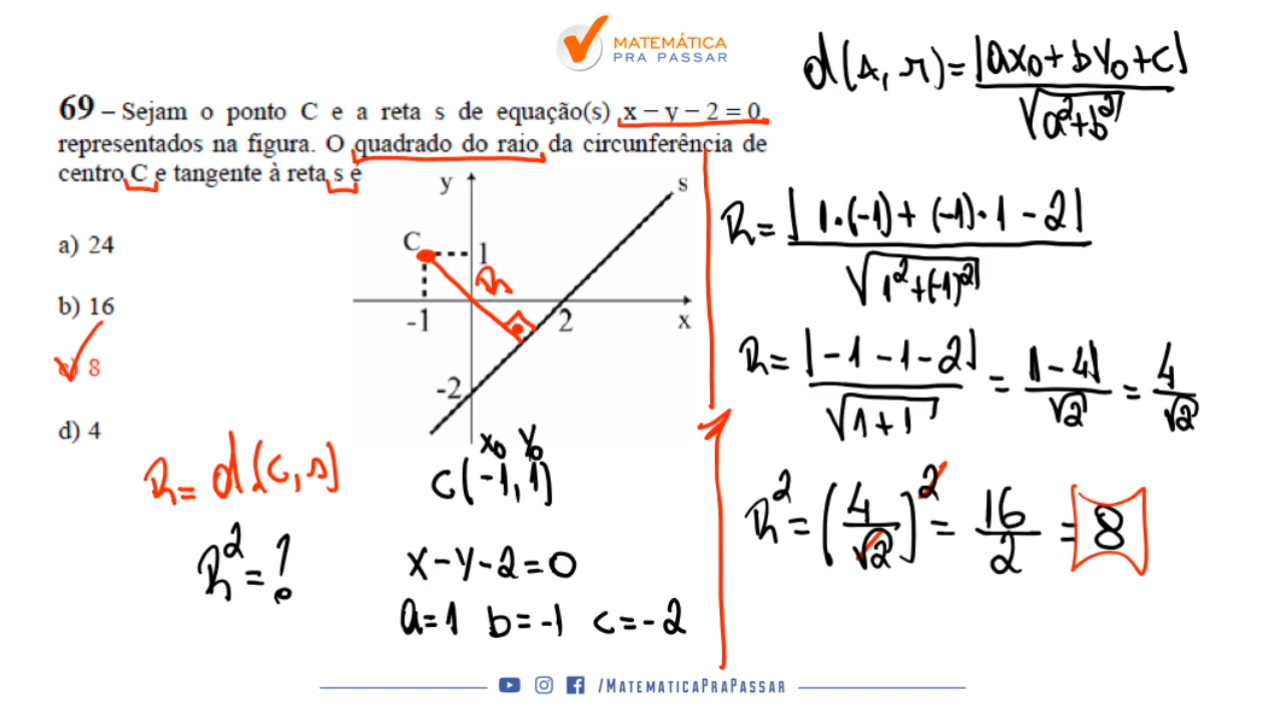 MATEMÁTICA
PRA PASSAR
69 – Sejam o ponto C e a reta s de equação(s) x – y – 2 = 0,
representados na figura. O quadrado do raio da circunferência de
centro C e tangente à reta s é
a) 24
b) 16
c) 8
d) 4
y
s
C
1
R
-1
2
x
-2
R = d(C, s)
R² = ?
x₀ y₀
C(-1, 1)
x - y - 2 = 0
a = 1 b = -1 c = -2
d(A, r) = |ax₀ + by₀ + c| / √(a² + b²)
R = |1·(-1) + (-1)·1 - 2| / √(1² + (-1)²)
R = |-1 - 1 - 2| / √(1 + 1) = |-4| / √2 = 4 / √2
R² = (4 / √2)² = 16 / 2 = 8
/MATEMATICAPRAPASSAR